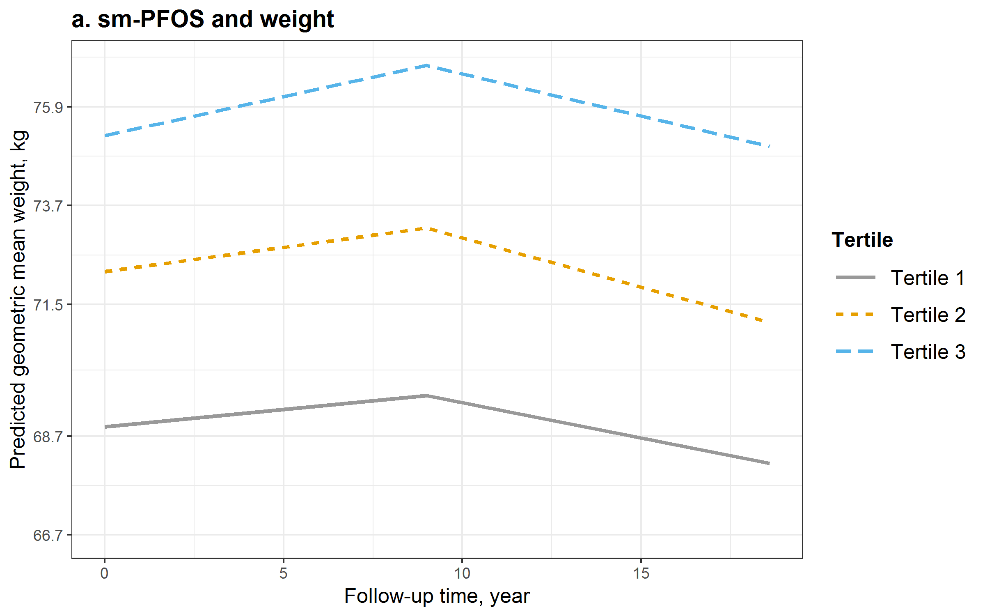 a. sm-PFOS and weight
Predicted geometric mean weight, kg
75.9
73.7
71.5
68.7
66.7
0
5
10
15
Follow-up time, year
Tertile
Tertile 1
Tertile 2
Tertile 3